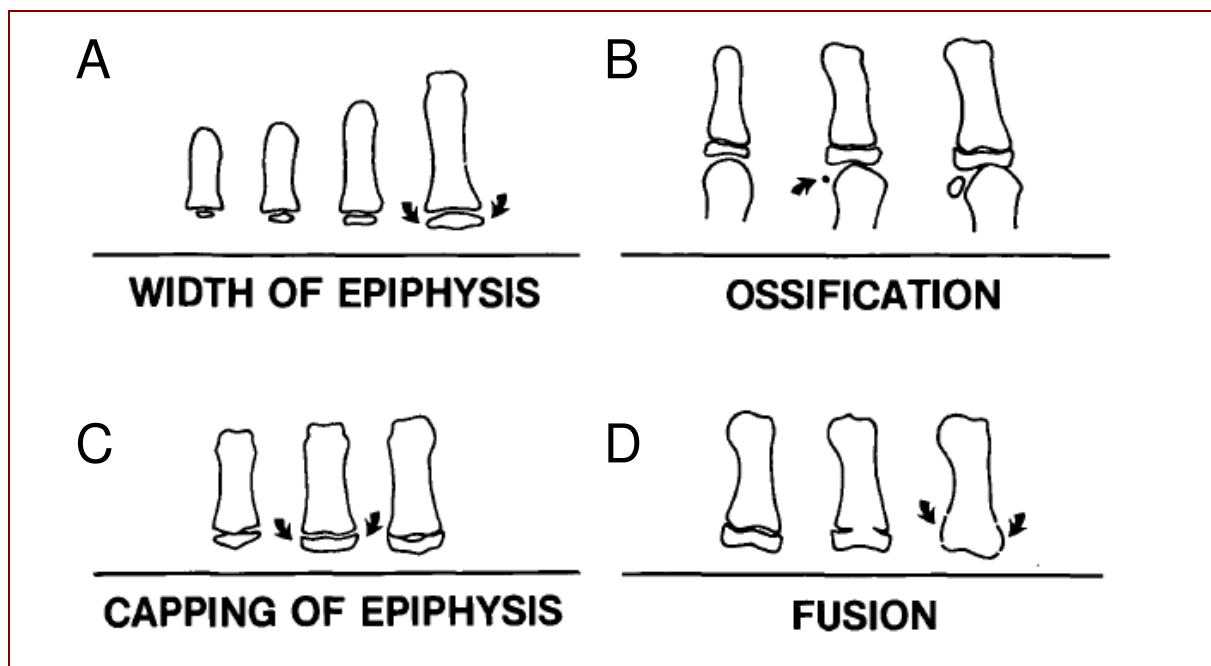 A
B
WIDTH OF EPIPHYSIS
OSSIFICATION
C
D
CAPPING OF EPIPHYSIS
FUSION